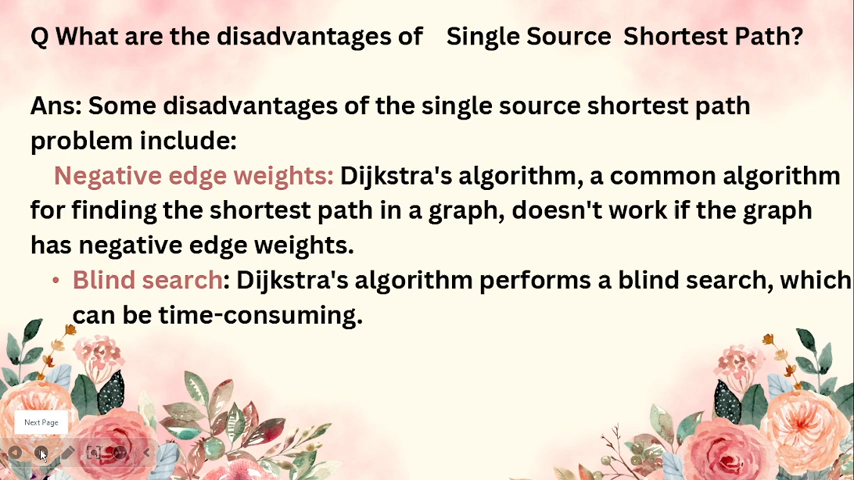 Q What are the disadvantages of Single Source Shortest Path?
Ans: Some disadvantages of the single source shortest path
problem include:
Negative edge weights: Dijkstra's algorithm, a common algorithm
for finding the shortest path in a graph, doesn't work if the graph
has negative edge weights.
• Blind search: Dijkstra's algorithm performs a blind search, which
can be time-consuming.
Next Page